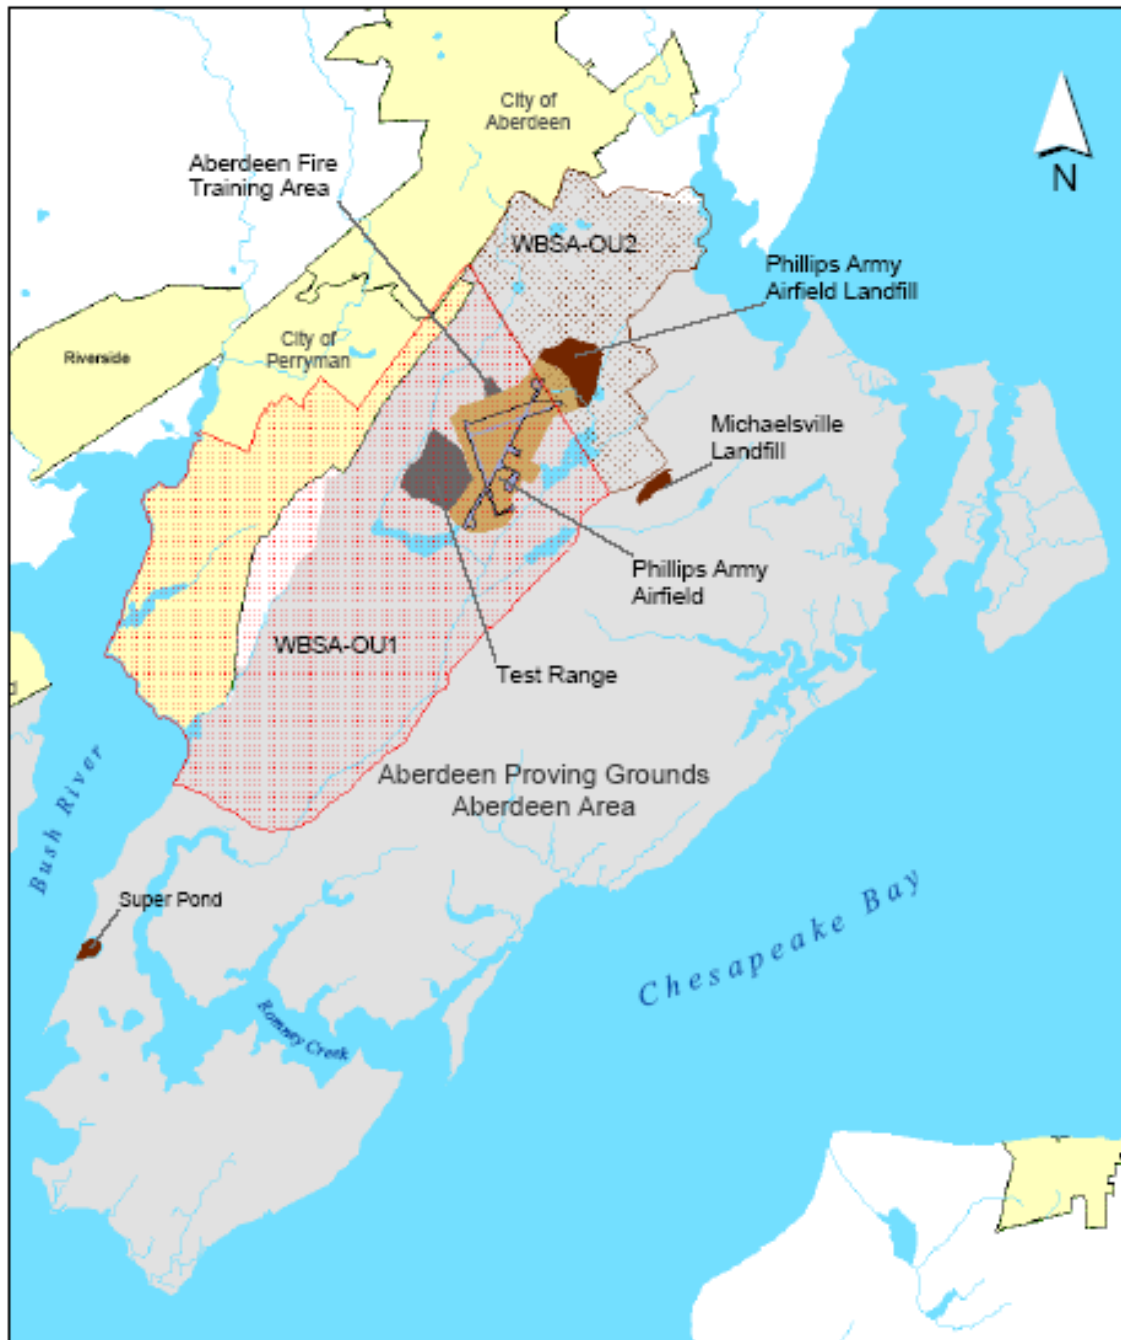 City of
Aberdeen
Aberdeen Fire
Training Area
N
WBSA-OU2
Phillips Army
Airfield Landfill
City of
Perryman
Riverside
Michaelsville
Landfill
Phillips Army
Airfield
WBSA-OU1
Test Range
d
Aberdeen Proving Grounds
Aberdeen Area
Bush River
Super Pond
Chesapeake Bay
Romney Creek